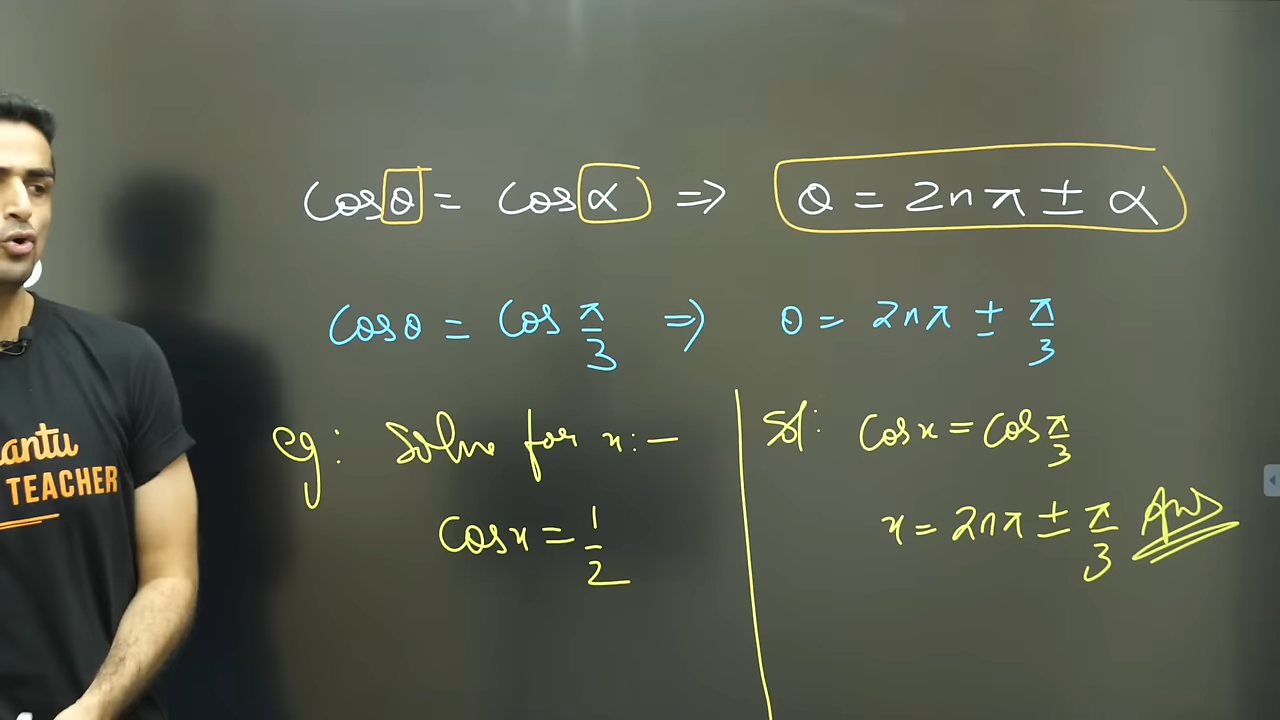 cosθ = cosα ⇒ θ = 2nπ ± α
cosθ = cos π/3 ⇒ θ = 2nπ ± π/3
eg: Solve for x:-
cosx = 1/2
Sol: cosx = cos π/3
x = 2nπ ± π/3 Ans
antu
TEACHER